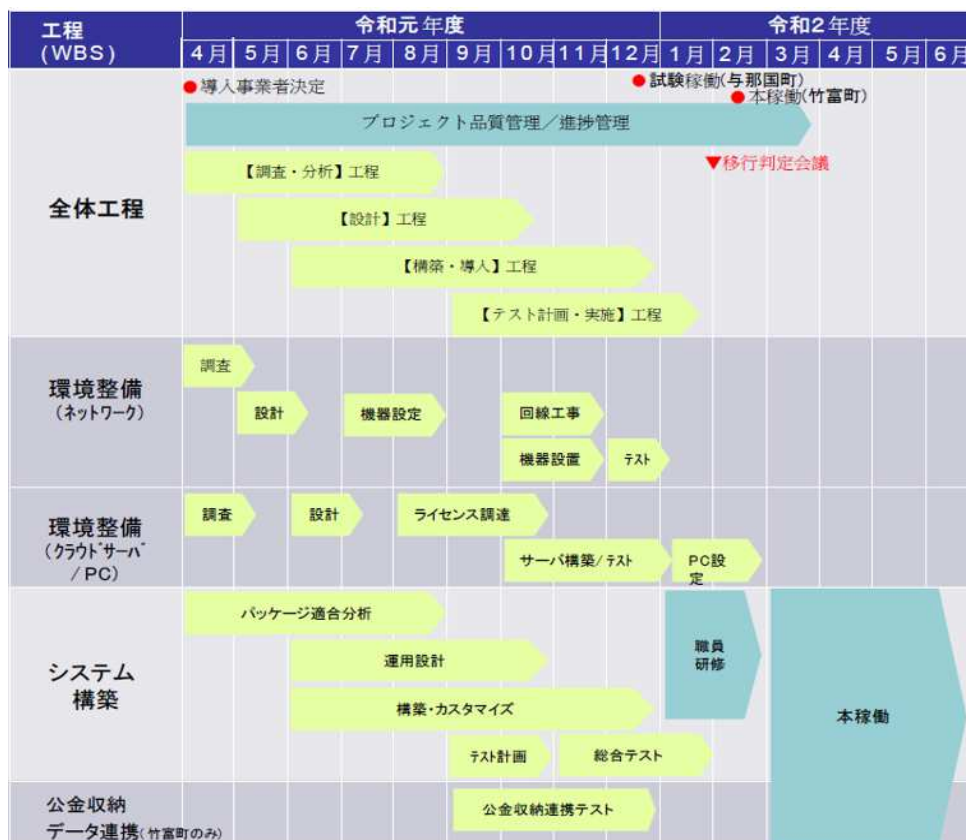 工程
(WBS)
令和元年度
令和2年度
4月 5月 6月 7月 8月 9月 10月 11月 12月 1月 2月 3月 4月 5月 6月
全体工程
●導入事業者決定
●試験稼働(与那国町)
●本稼働(竹富町)
プロジェクト品質管理／進捗管理
▼移行判定会議
【調査・分析】工程
【設計】工程
【構築・導入】工程
【テスト計画・実施】工程
環境整備
(ネットワーク)
調査
設計
機器設定
回線工事
機器設置
テスト
環境整備
(クラウドサーバ
/PC)
調査
設計
ライセンス調達
サーバ構築/テスト
PC設
定
システム
構築
パッケージ適合分析
運用設計
構築・カスタマイズ
テスト計画
総合テスト
職員
研修
本稼働
公金収納
データ連携(竹富町のみ)
公金収納連携テスト